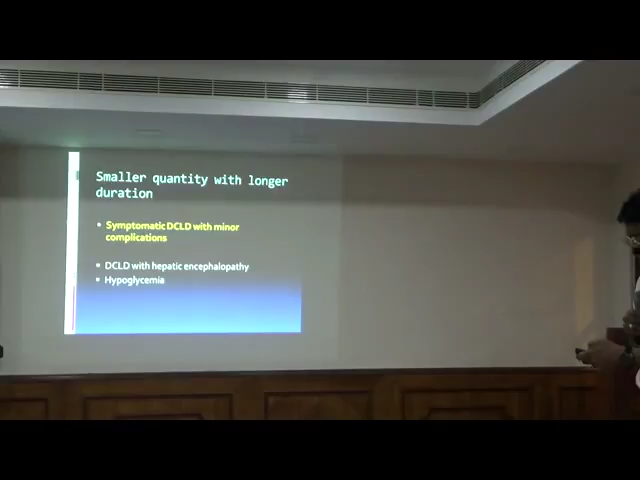 Smaller quantity with longer
duration
Symptomatic DCLD with minor
complications
DCLD with hepatic encephalopathy
Hypoglycemia